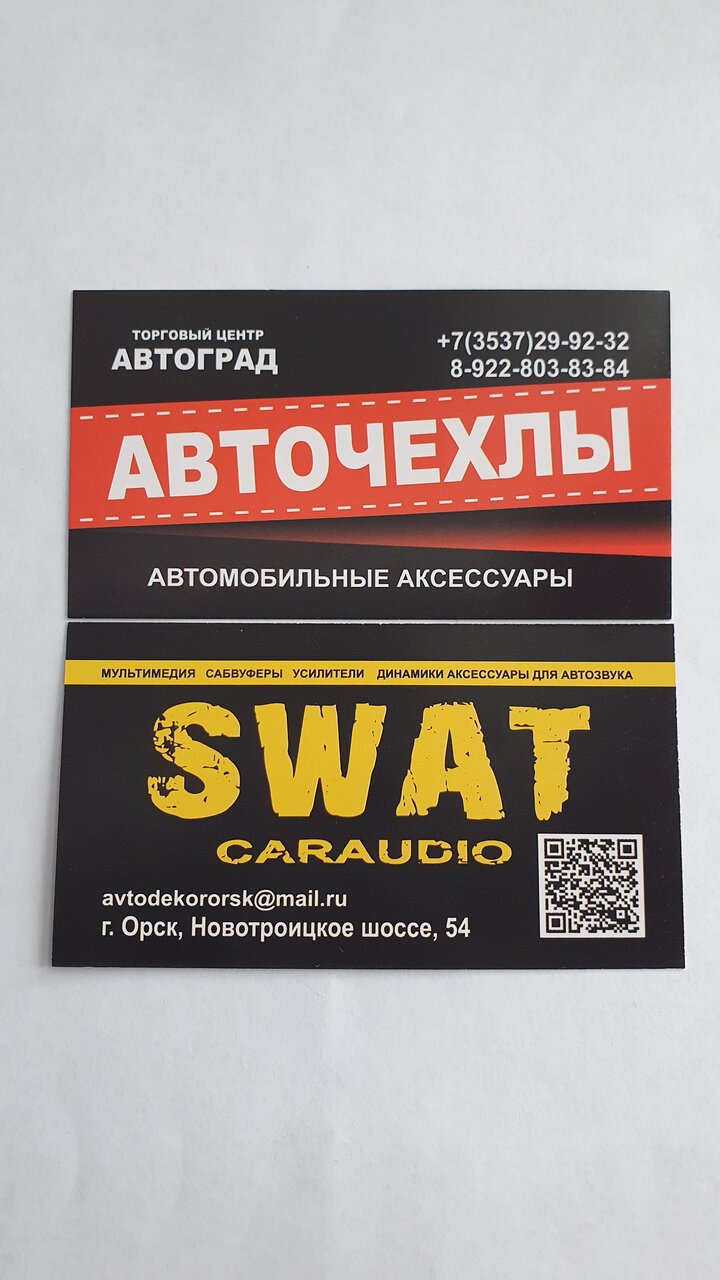 ТОРГОВЫЙ ЦЕНТР
АВТОГРАД
+7(3537)29-92-32
8-922-803-83-84
АВТОЧЕХЛЫ
АВТОМОБИЛЬНЫЕ АКСЕССУАРЫ
МУЛЬТИМЕДИЯ САБВУФЕРЫ УСИЛИТЕЛИ ДИНАМИКИ АКСЕССУАРЫ ДЛЯ АВТОЗВУКА
SWAT
CARAUDIO
avtodekororsk@mail.ru
г. Орск, Новотроицкое шоссе, 54